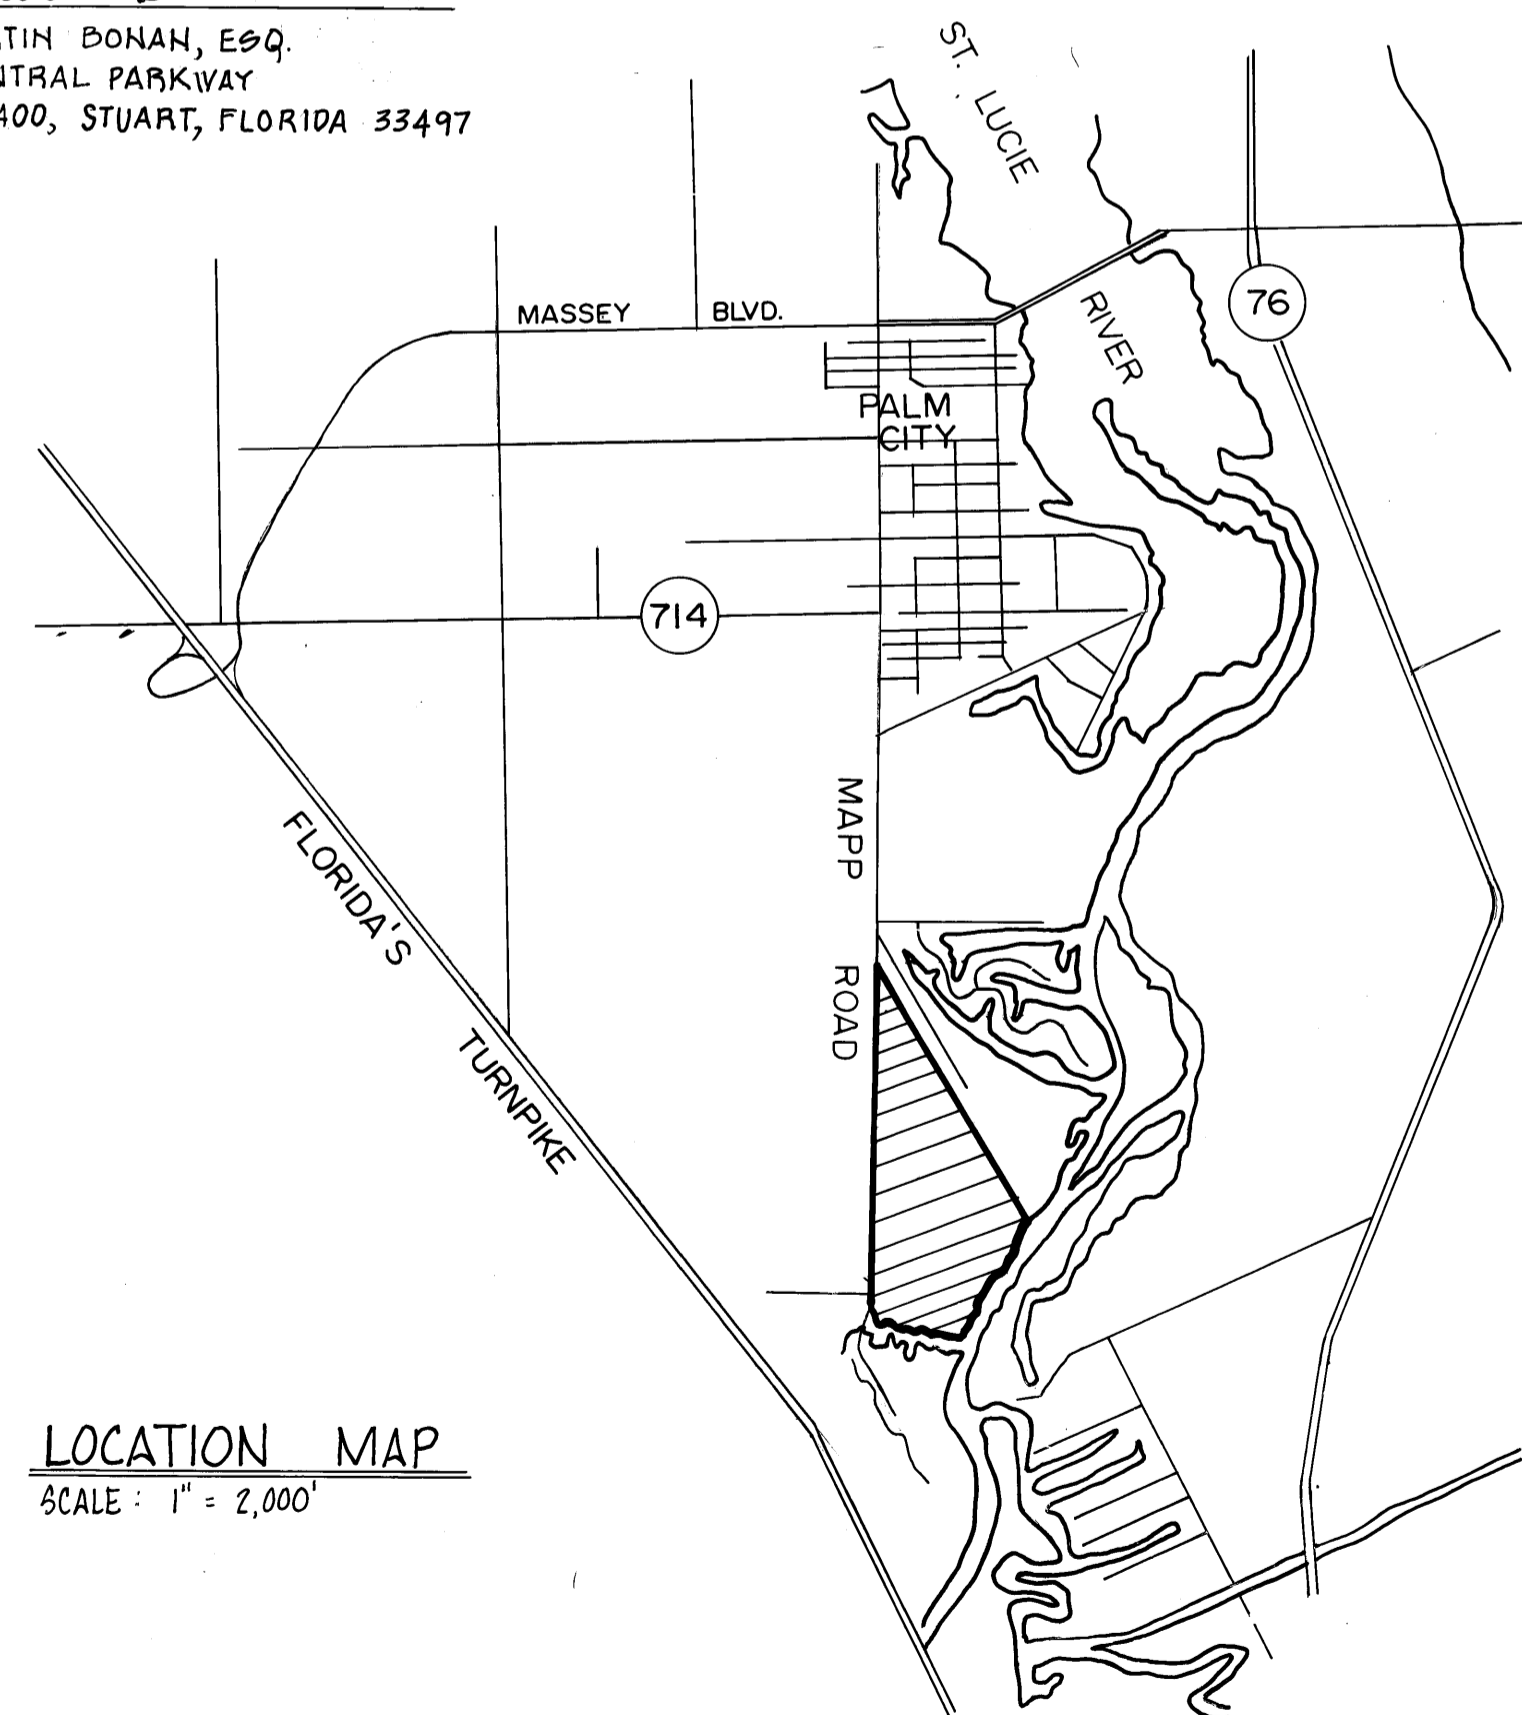 BONAN, ESQ.
PARKWAY
STUART, FLORIDA 33497
ST. LUCIE
RIVER
76
MASSEY BLVD.
PALM
CITY
714
MAPP ROAD
FLORIDA'S
TURNPIKE
LOCATION MAP
SCALE: 1" = 2,000'